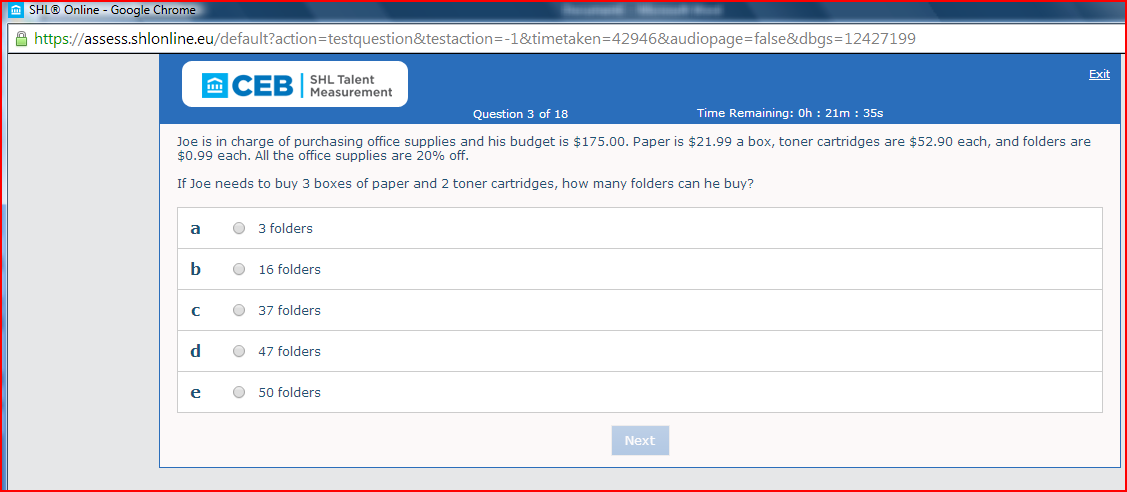 SHL® Online - Google Chrome
https://assess.shlonline.eu/default?action=testquestion&testaction=-1&timetaken=42946&audiopage=false&dbgs=12427199
CEB SHL Talent
Measurement
Exit
Question 3 of 18 Time Remaining: 0h : 21m : 35s
Joe is in charge of purchasing office supplies and his budget is $175.00. Paper is $21.99 a box, toner cartridges are $52.90 each, and folders are
$0.99 each. All the office supplies are 20% off.
If Joe needs to buy 3 boxes of paper and 2 toner cartridges, how many folders can he buy?
a 3 folders
b 16 folders
c 37 folders
d 47 folders
e 50 folders
Next